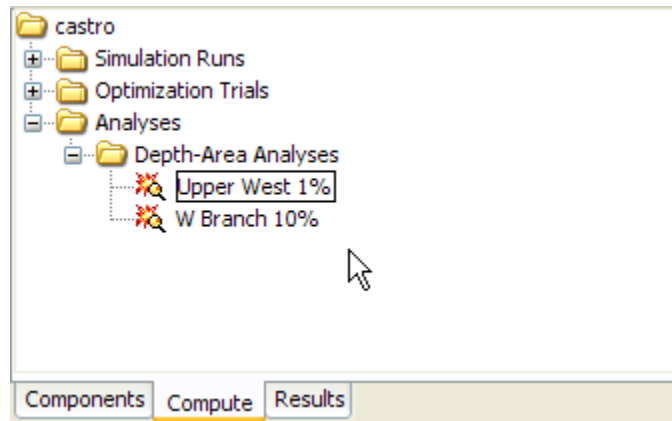 castro
Simulation Runs
Optimization Trials
Analyses
Depth-Area Analyses
Upper West 1%
W Branch 10%
Components Compute Results